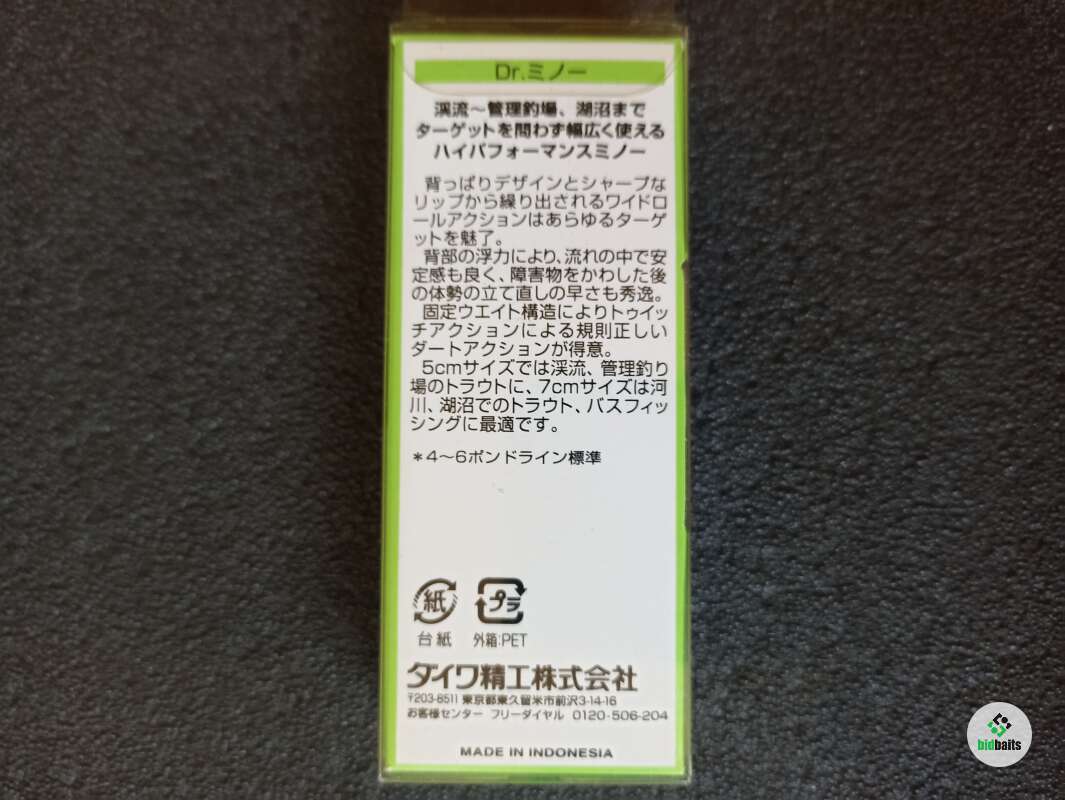 Dr.ミノー
渓流～管理釣場、湖沼まで
ターゲットを問わず幅広く使える
ハイパフォーマンスミノー
背っぱりデザインとシャープな
リップから繰り出されるワイドロ
ールアクションはあらゆるターゲ
ットを魅了。
背部の浮力により、流れの中で安
定感も良く、障害物をかわした後
の体勢の立て直しの早さも秀逸。
固定ウエイト構造によりトゥイッ
チアクションによる規則正しい
ダートアクションが得意。
5cmサイズでは渓流、管理釣り
場のトラウトに、7cmサイズは河
川、湖沼でのトラウト、バスフィッ
シングに最適です。
*4～6ポンドライン標準
紙 プラ
台紙 外箱:PET
ダイワ精工株式会社
〒203-8511 東京都東久留米市前沢3-14-16
お客様センター フリーダイヤル 0120-506-204
MADE IN INDONESIA
bidbaits